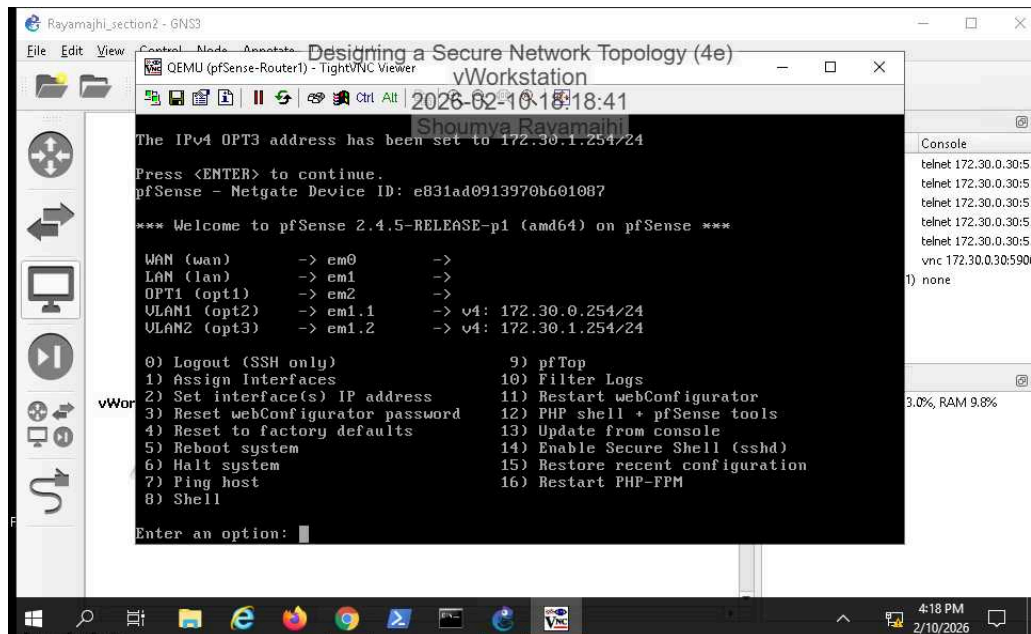 Rayamajhi_section2 - GNS3
File Edit View Control Node Annotate
Designing a Secure Network Topology (4e)
QEMU (pfSense-Router1) - TightVNC Viewer
vWorkstation
Ctrl Alt
2026-02-10 18:18:41
Shoumya Rayamajhi
The IPv4 OPT3 address has been set to 172.30.1.254/24
Press <ENTER> to continue.
pfSense - Netgate Device ID: e831ad0913970b601087
*** Welcome to pfSense 2.4.5-RELEASE-p1 (amd64) on pfSense ***
WAN (wan) -> em0 ->
LAN (lan) -> em1 ->
OPT1 (opt1) -> em2 ->
VLAN1 (opt2) -> em1.1 -> v4: 172.30.0.254/24
VLAN2 (opt3) -> em1.2 -> v4: 172.30.1.254/24
0) Logout (SSH only) 9) pfTop
1) Assign Interfaces 10) Filter Logs
2) Set interface(s) IP address 11) Restart webConfigurator
3) Reset webConfigurator password 12) PHP shell + pfSense tools
4) Reset to factory defaults 13) Update from console
5) Reboot system 14) Enable Secure Shell (sshd)
6) Halt system 15) Restore recent configuration
7) Ping host 16) Restart PHP-FPM
8) Shell
Enter an option:
Console
telnet 172.30.0.30:5
telnet 172.30.0.30:5
telnet 172.30.0.30:5
telnet 172.30.0.30:5
telnet 172.30.0.30:5
vnc 172.30.0.30:590
1) none
vWor
3.0%, RAM 9.8%
F
4:18 PM
2/10/2026